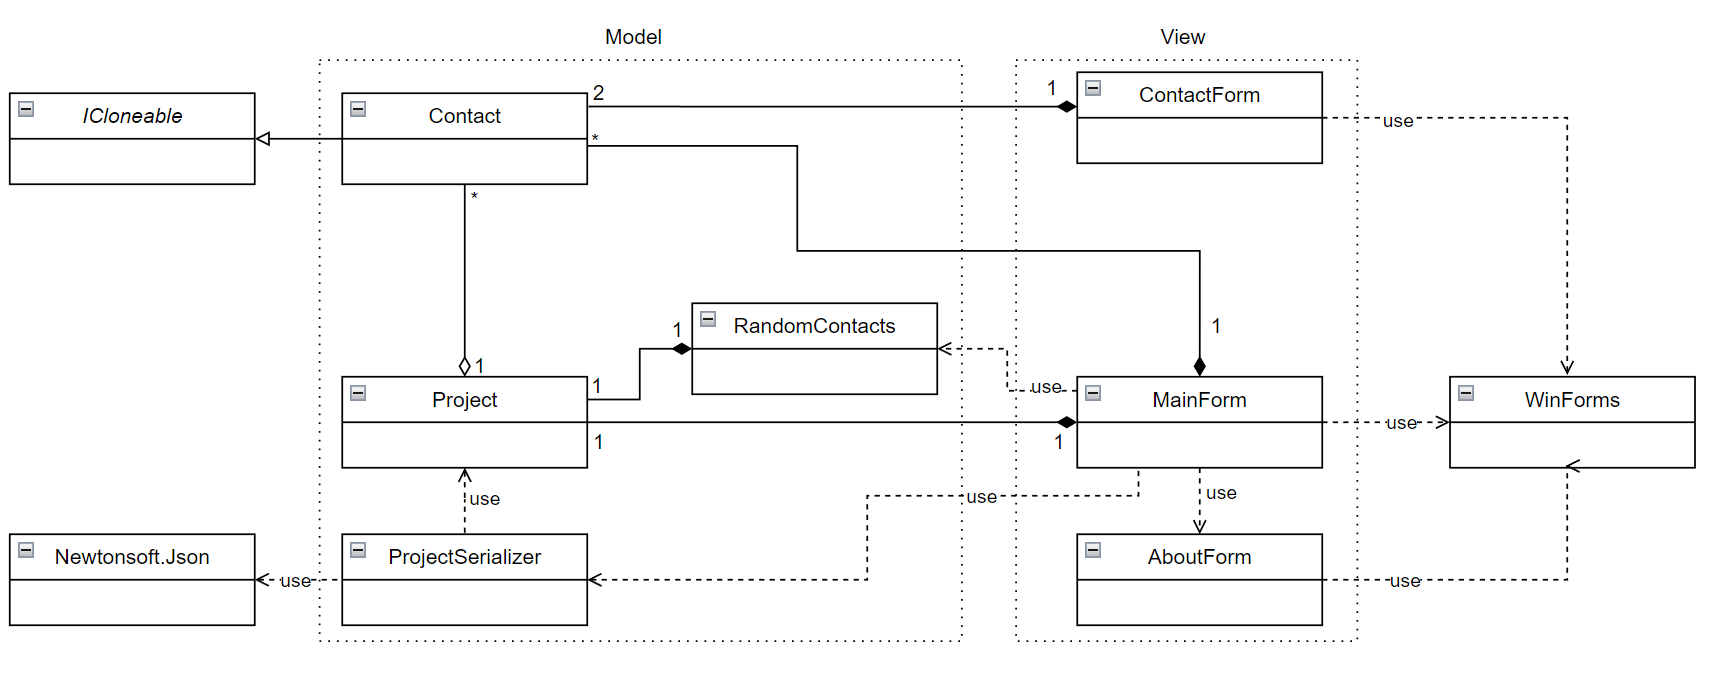 Model
View
ICloneable
Contact
2
1
ContactForm
use
*
*
1
RandomContacts
1
1
1
use
Project
MainForm
use
WinForms
1
1
use
use
use
Newtonsoft.Json
ProjectSerializer
AboutForm
use
use